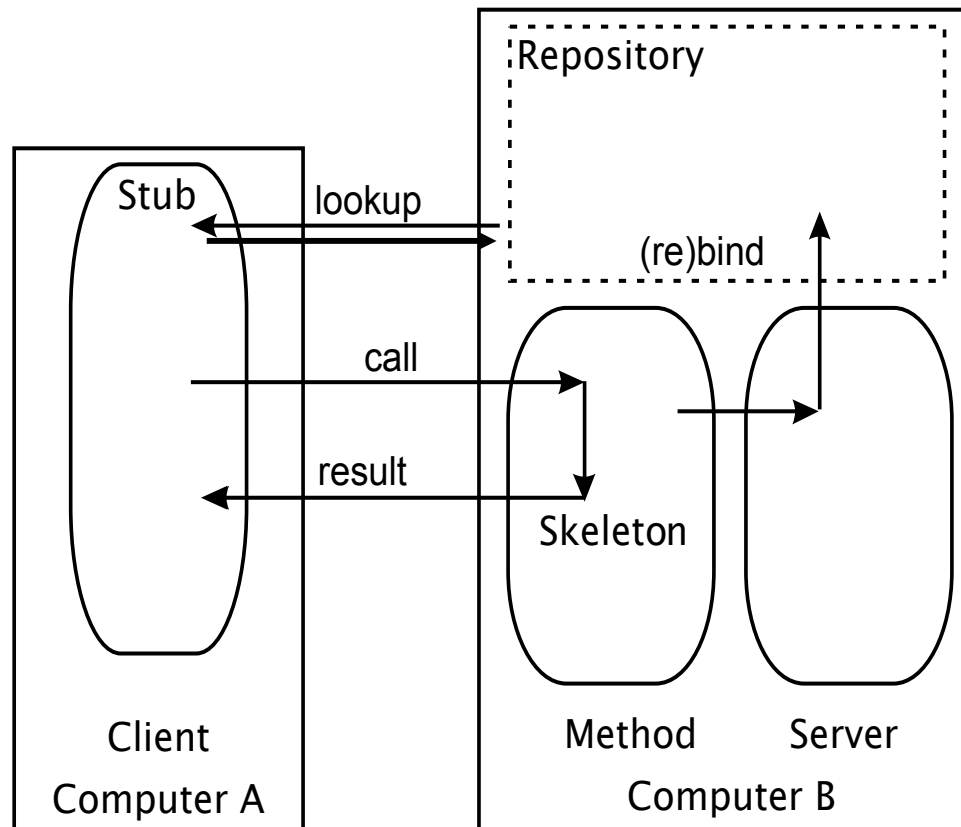 Repository
Stub
lookup
(re)bind
call
result
Skeleton
Client
Method
Server
Computer A
Computer B